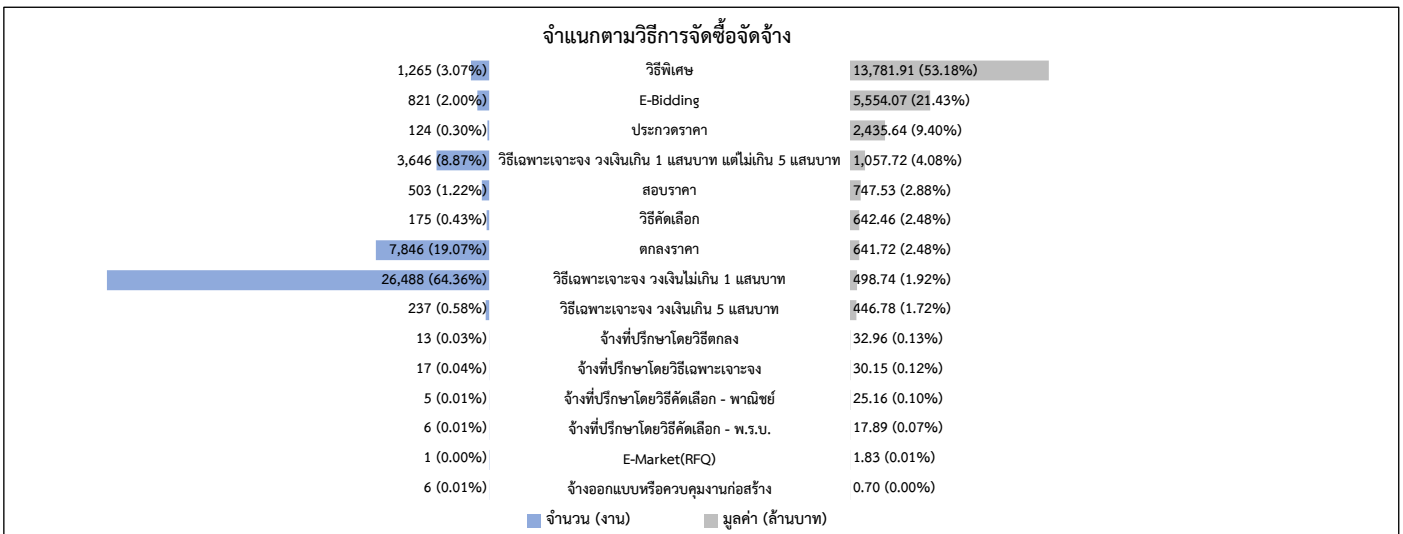 จำแนกตามวิธีการจัดซื้อจัดจ้าง
1,265 (3.07%) วิธีพิเศษ 13,781.91 (53.18%)
821 (2.00%) E-Bidding 5,554.07 (21.43%)
124 (0.30%) ประกวดราคา 2,435.64 (9.40%)
3,646 (8.87%) วิธีเฉพาะเจาะจง วงเงินเกิน 1 แสนบาท แต่ไม่เกิน 5 แสนบาท 1,057.72 (4.08%)
503 (1.22%) สอบราคา 747.53 (2.88%)
175 (0.43%) วิธีคัดเลือก 642.46 (2.48%)
7,846 (19.07%) ตกลงราคา 641.72 (2.48%)
26,488 (64.36%) วิธีเฉพาะเจาะจง วงเงินไม่เกิน 1 แสนบาท 498.74 (1.92%)
237 (0.58%) วิธีเฉพาะเจาะจง วงเงินเกิน 5 แสนบาท 446.78 (1.72%)
13 (0.03%) จ้างที่ปรึกษาโดยวิธีตกลง 32.96 (0.13%)
17 (0.04%) จ้างที่ปรึกษาโดยวิธีเฉพาะเจาะจง 30.15 (0.12%)
5 (0.01%) จ้างที่ปรึกษาโดยวิธีคัดเลือก - พาณิชย์ 25.16 (0.10%)
6 (0.01%) จ้างที่ปรึกษาโดยวิธีคัดเลือก - พ.ร.บ. 17.89 (0.07%)
1 (0.00%) E-Market(RFQ) 1.83 (0.01%)
6 (0.01%) จ้างออกแบบหรือควบคุมงานก่อสร้าง 0.70 (0.00%)
จำนวน (งาน) มูลค่า (ล้านบาท)